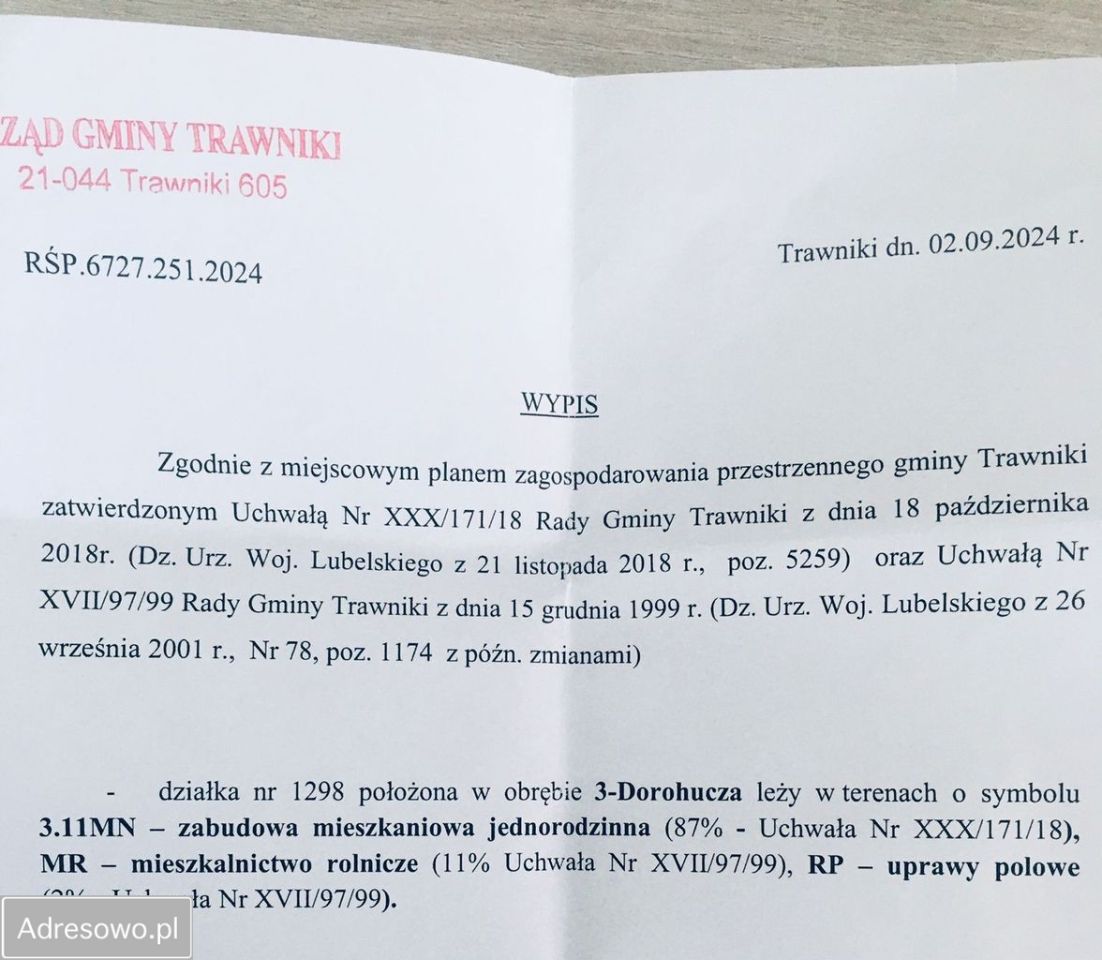 ZĄD GMINY TRAWNIKI
21-044 Trawniki 605
RŚP.6727.251.2024
Trawniki dn. 02.09.2024 r.
WYPIS
Zgodnie z miejscowym planem zagospodarowania przestrzennego gminy Trawniki
zatwierdzonym Uchwałą Nr XXX/171/18 Rady Gminy Trawniki z dnia 18 października
2018r. (Dz. Urz. Woj. Lubelskiego z 21 listopada 2018 r., poz. 5259) oraz Uchwałą Nr
XVII/97/99 Rady Gminy Trawniki z dnia 15 grudnia 1999 r. (Dz. Urz. Woj. Lubelskiego z 26
września 2001 r., Nr 78, poz. 1174 z późn. zmianami)
- działka nr 1298 położona w obrębie 3-Dorohucza leży w terenach o symbolu
3.11MN – zabudowa mieszkaniowa jednorodzinna (87% - Uchwała Nr XXX/171/18),
MR – mieszkalnictwo rolnicze (11% Uchwała Nr XVII/97/99), RP – uprawy polowe
Nr XVII/97/99).
Adresowo.pl